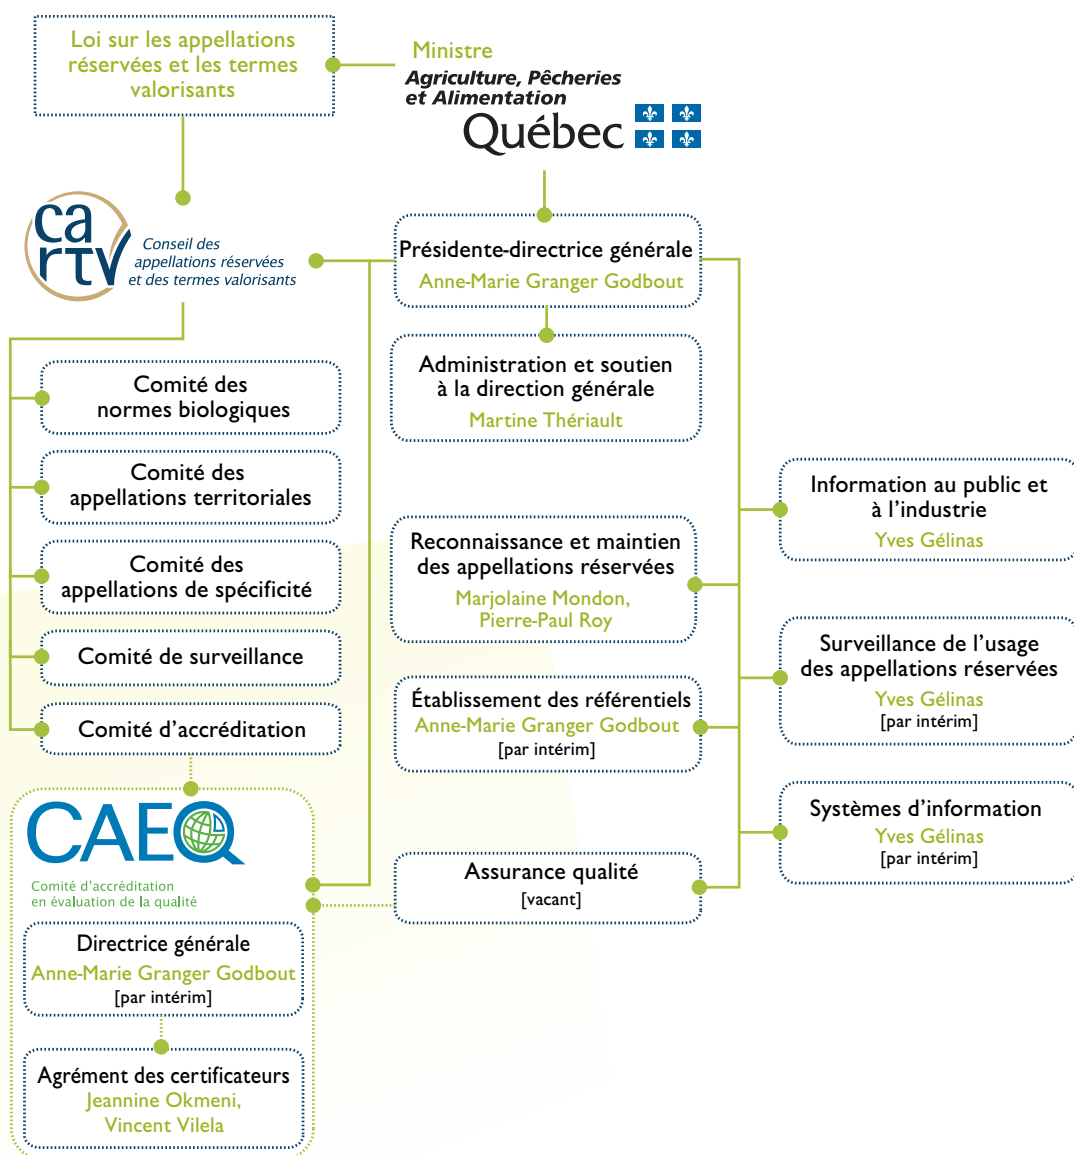 Loi sur les appellations
réservées et les termes
valorisants
Ministre
Agriculture, Pêcheries
et Alimentation
Québec
ca
rtv
Conseil des
appellations réservées
et des termes valorisants
Présidente-directrice générale
Anne-Marie Granger Godbout
Administration et soutien
à la direction générale
Martine Thériault
Comité des
normes biologiques
Comité des
appellations territoriales
Comité des
appellations de spécificité
Comité de surveillance
Comité d'accréditation
Reconnaissance et maintien
des appellations réservées
Marjolaine Mondon,
Pierre-Paul Roy
Établissement des référentiels
Anne-Marie Granger Godbout
[par intérim]
Assurance qualité
[vacant]
Information au public et
à l'industrie
Yves Gélinas
Surveillance de l'usage
des appellations réservées
Yves Gélinas
[par intérim]
Systèmes d'information
Yves Gélinas
[par intérim]
CAEQ
Comité d'accréditation
en évaluation de la qualité
Directrice générale
Anne-Marie Granger Godbout
[par intérim]
Agrément des certificateurs
Jeannine Okmeni,
Vincent Vilela